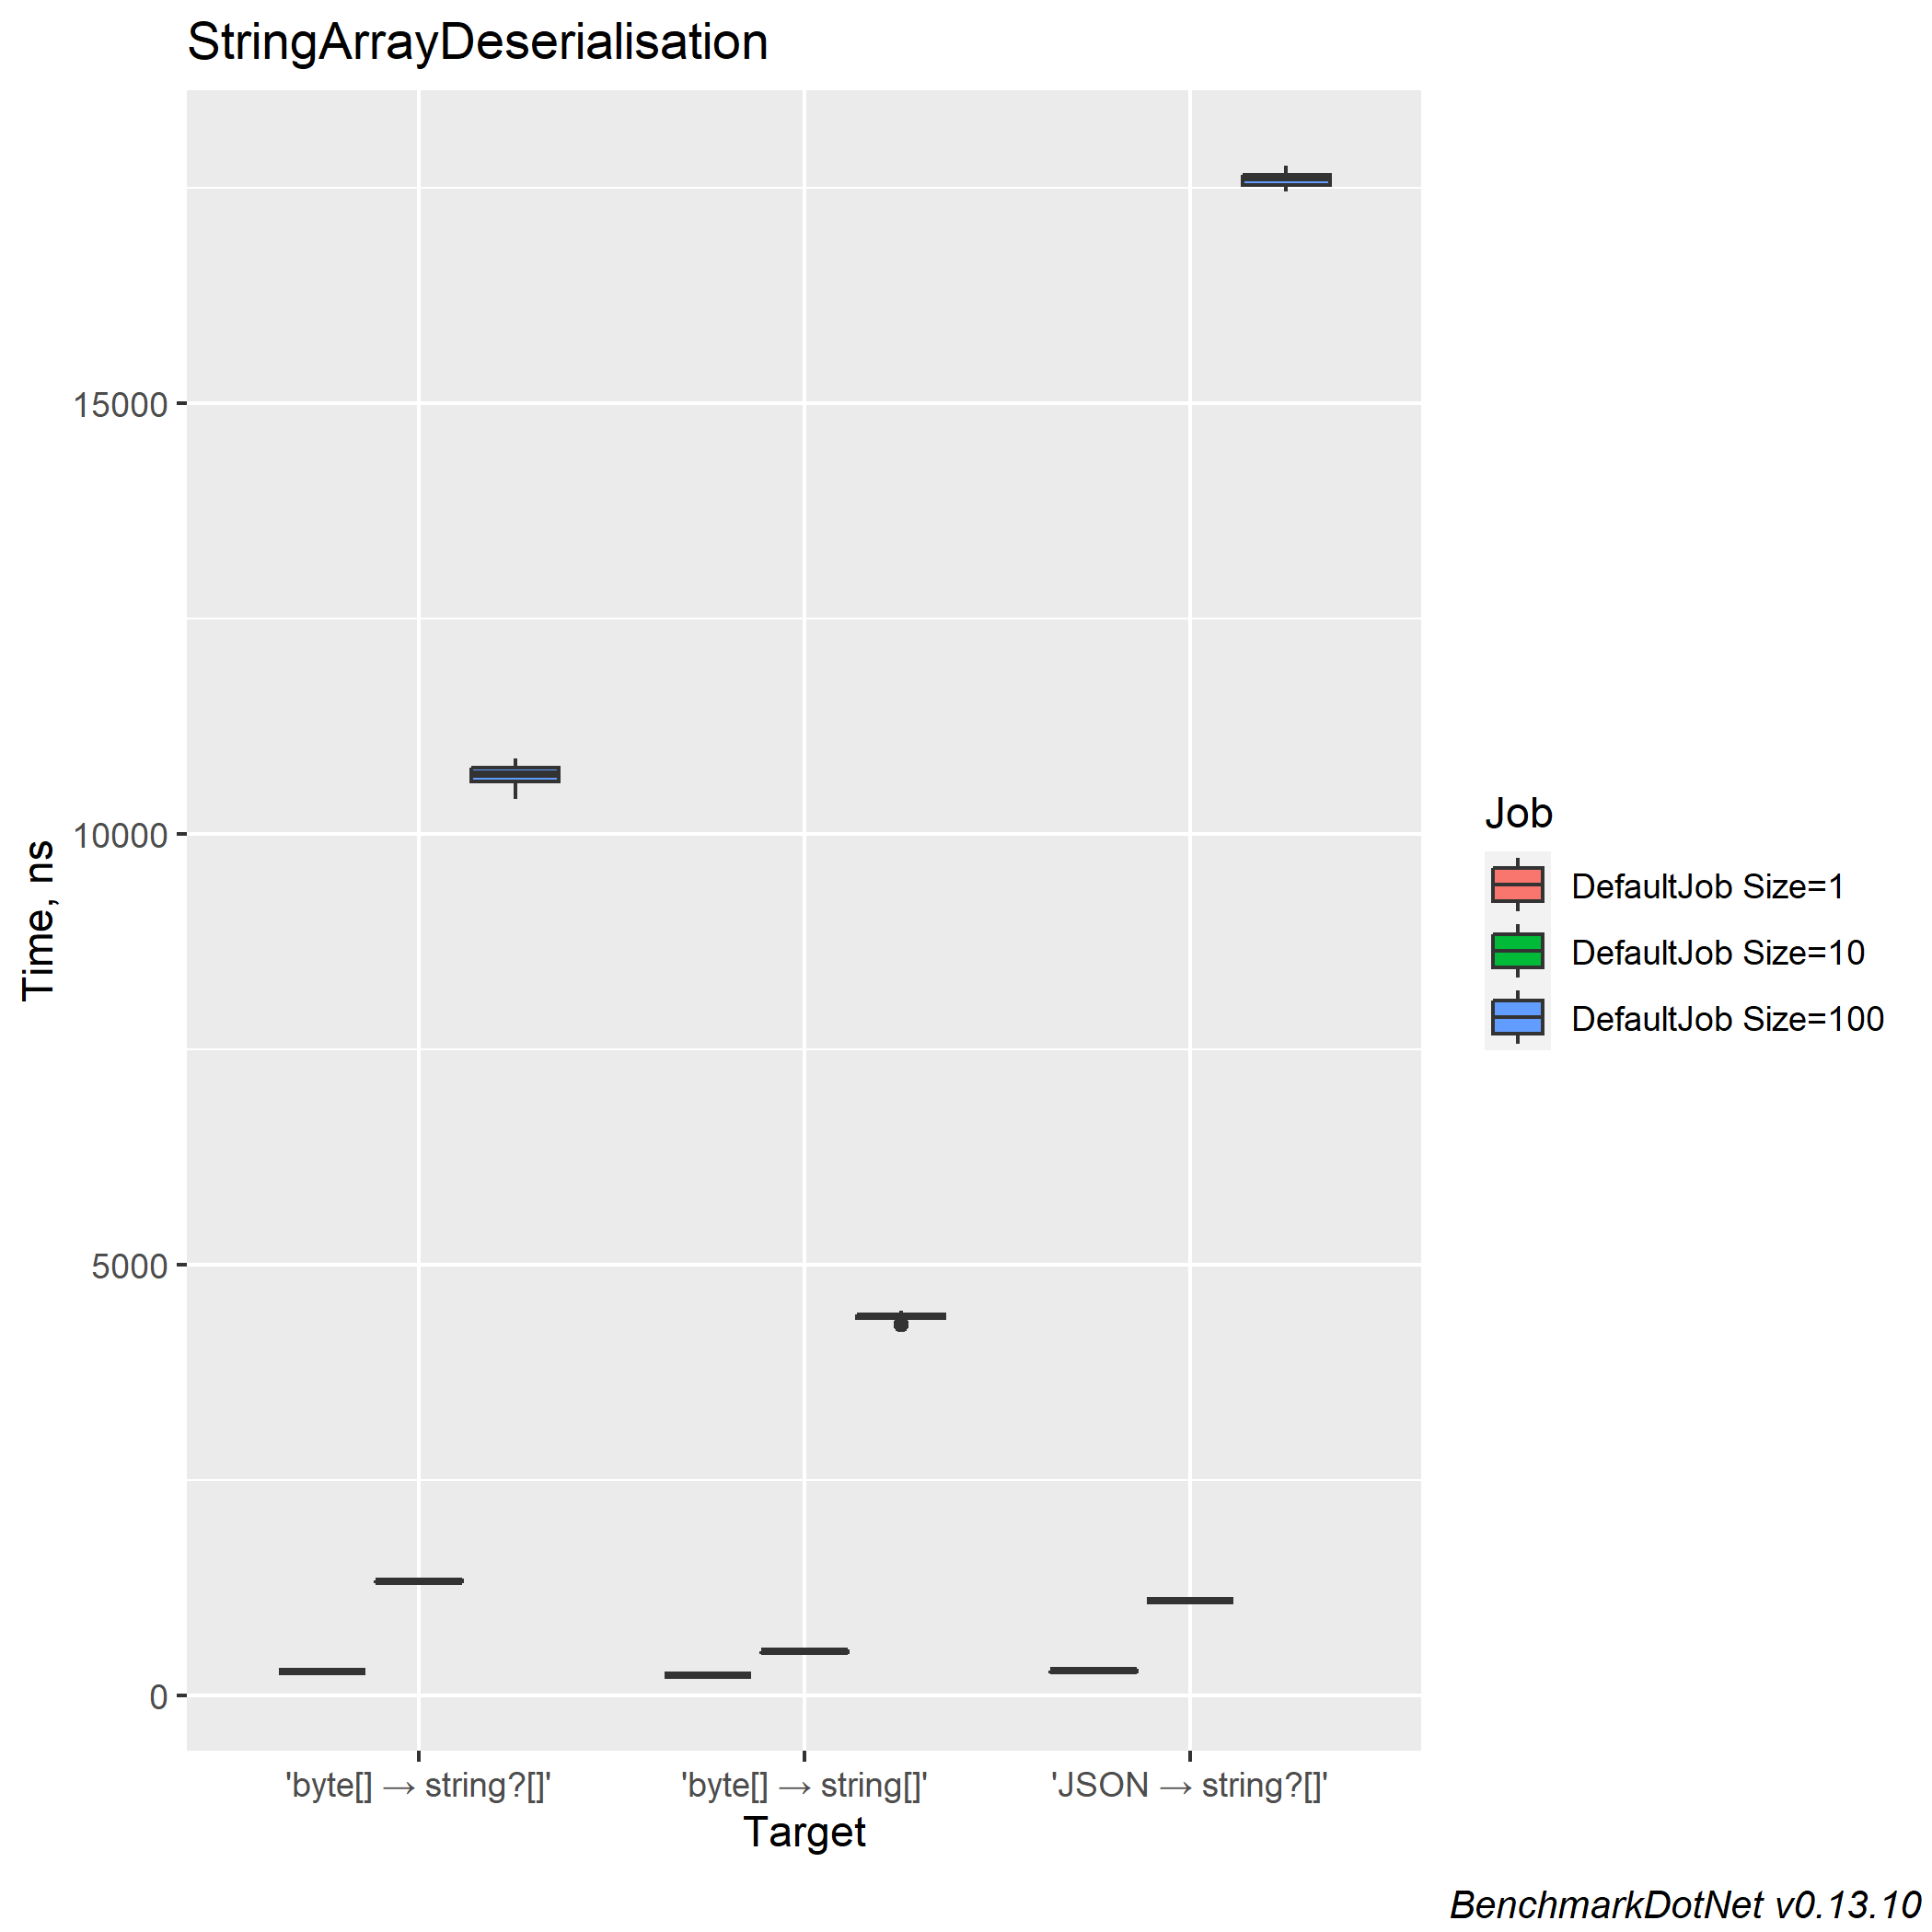 StringArrayDeserialisation
15000
10000
5000
0
Time, ns
'byte[] → string?[]'
'byte[] → string[]'
'JSON → string?[]'
Target
Job
DefaultJob Size=1
DefaultJob Size=10
DefaultJob Size=100
BenchmarkDotNet v0.13.10